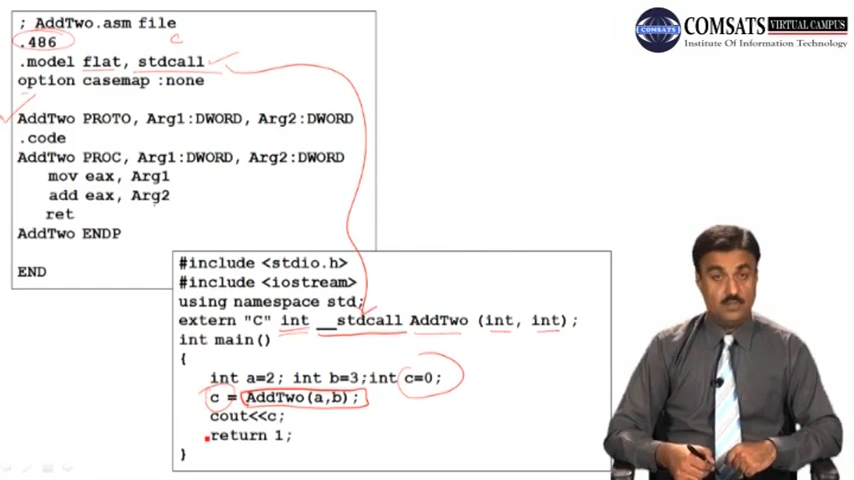 ; AddTwo.asm file
c
.486
.model flat, stdcall
option casemap :none
AddTwo PROTO, Arg1:DWORD, Arg2:DWORD
.code
AddTwo PROC, Arg1:DWORD, Arg2:DWORD
mov eax, Arg1
add eax, Arg2
ret
AddTwo ENDP
END
#include <stdio.h>
#include <iostream>
using namespace std;
extern "C" int __stdcall AddTwo (int, int);
int main()
{
int a=2; int b=3;int c=0;
c = AddTwo(a,b);
cout<<c;
return 1;
}
COMSATS
COMSATS VIRTUAL CAMPUS
Institute Of Information Technology